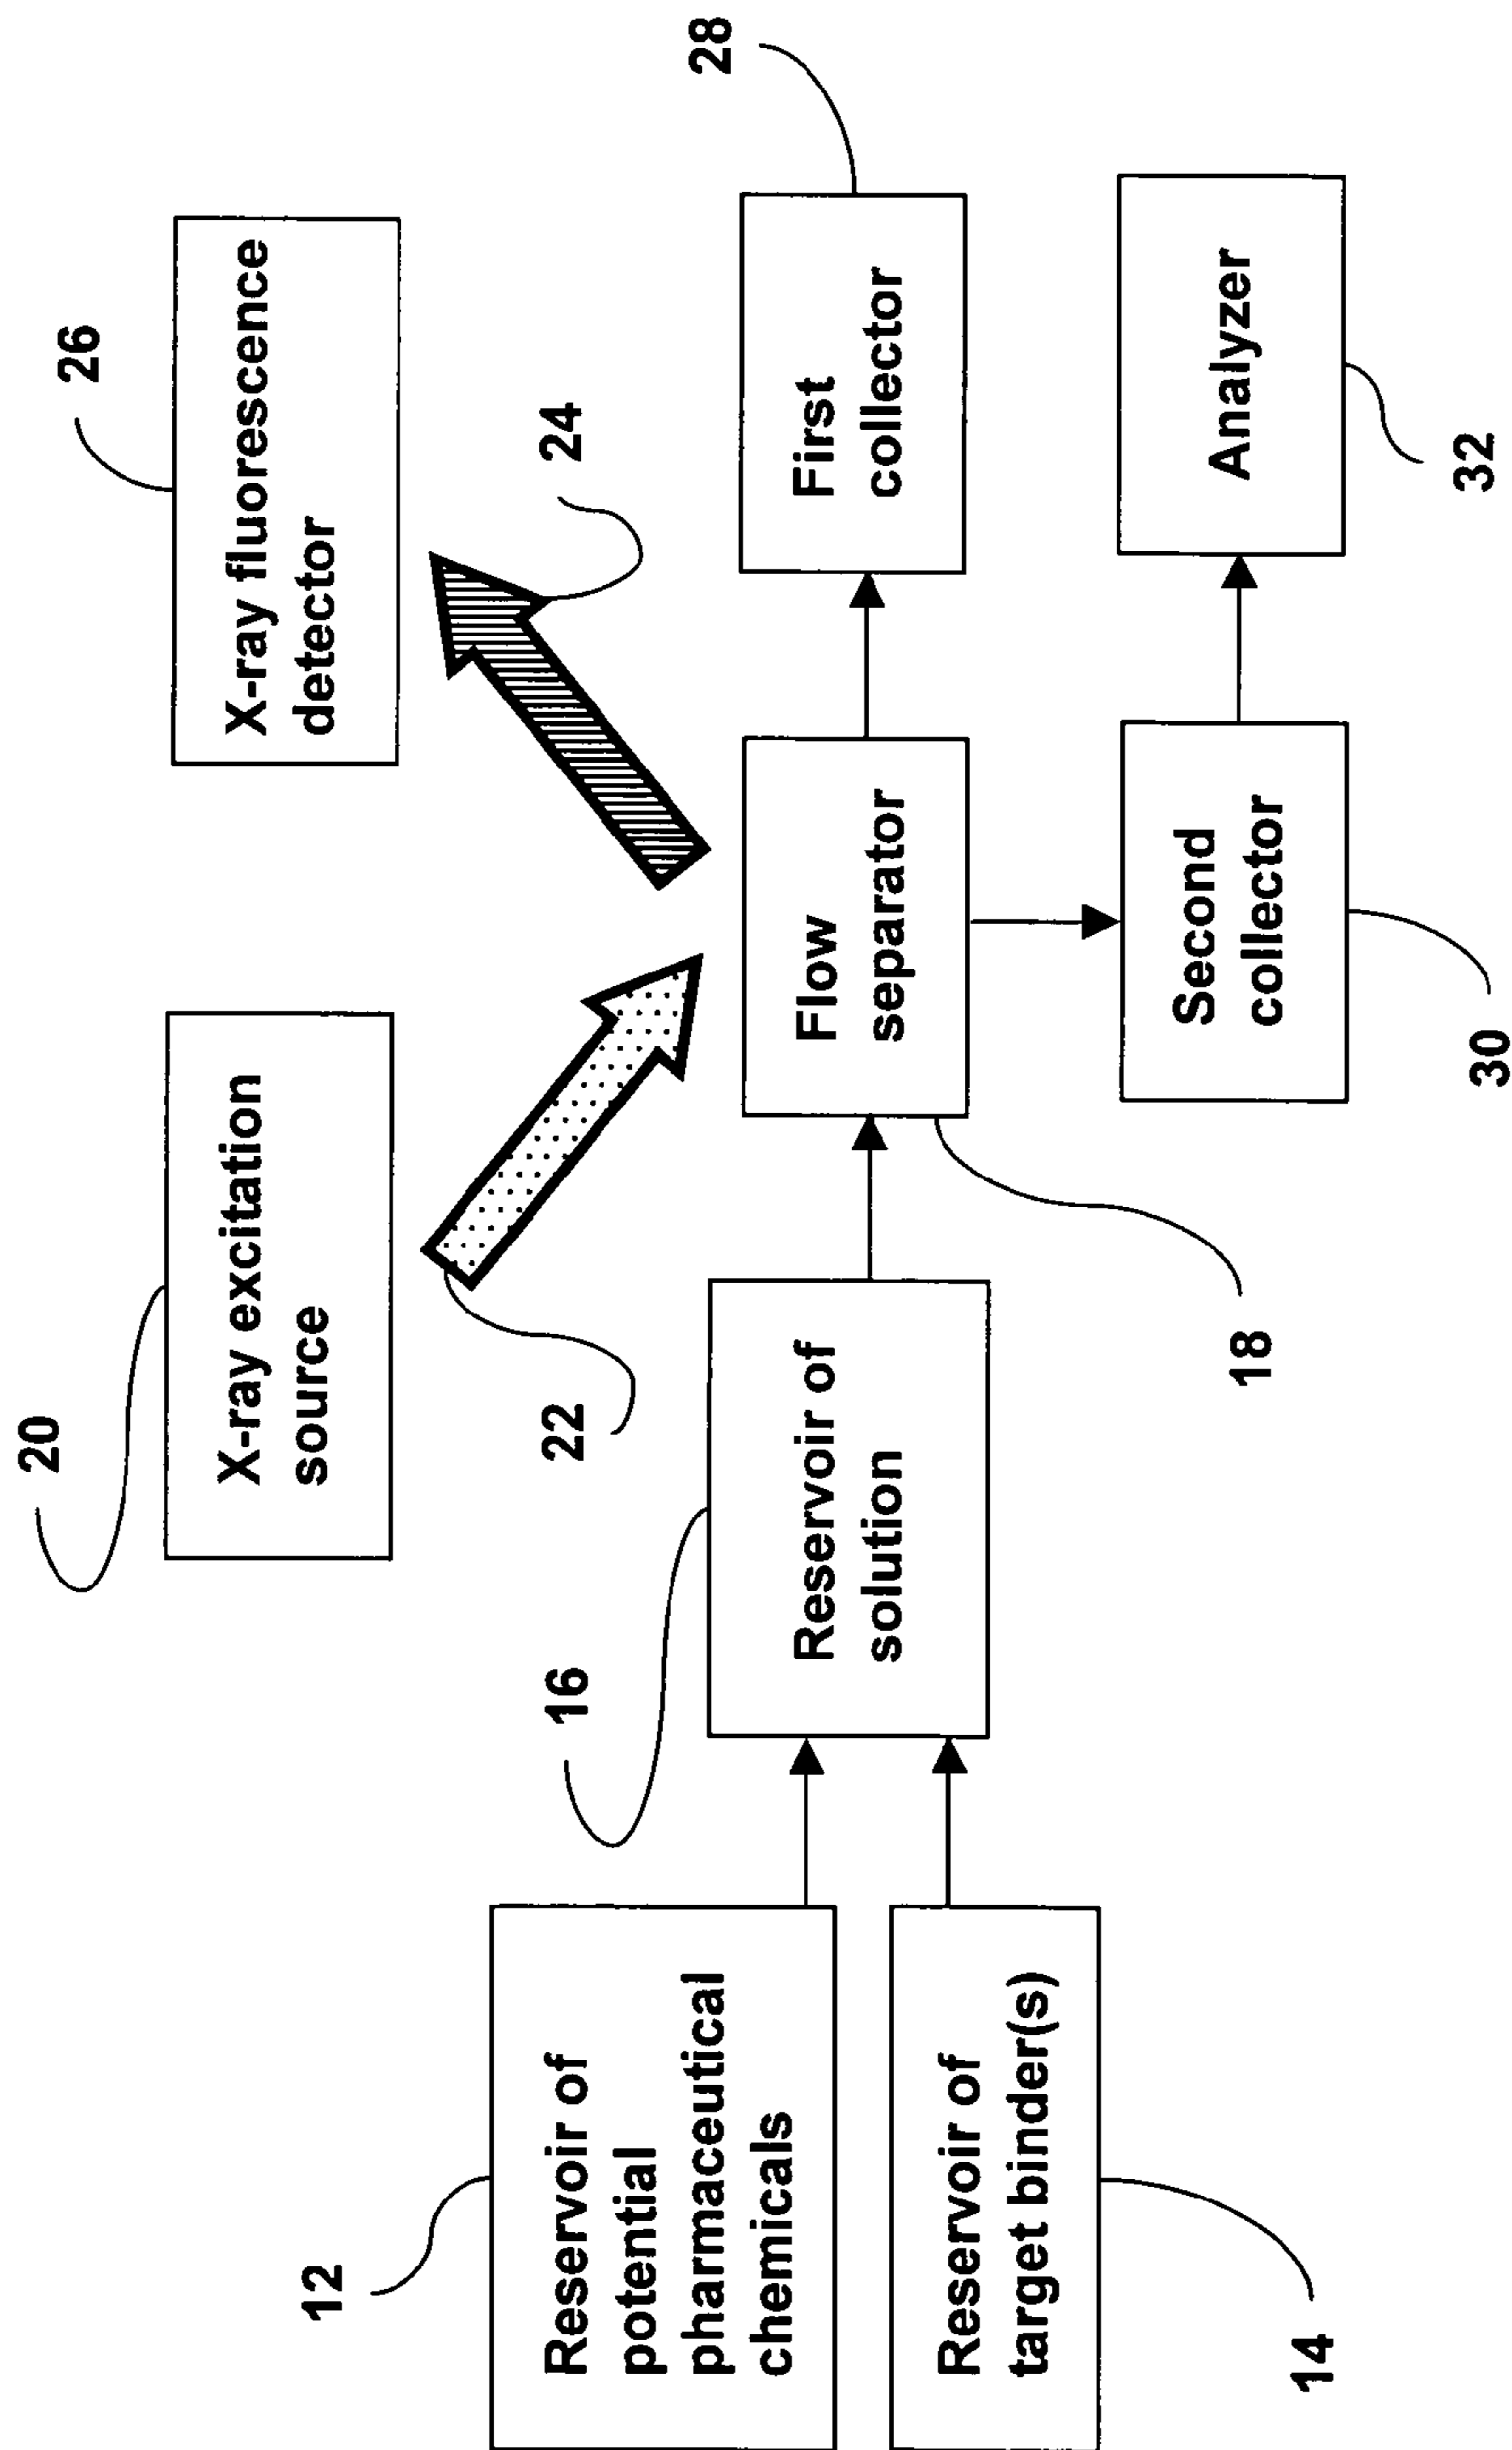 20
X-ray excitation
source
26
X-ray fluorescence
detector
22
24
28
12
Reservoir of
potential
pharmaceutical
chemicals
16
Reservoir of
solution
Flow
separator
First
collector
Reservoir of
target binder(s)
14
18
Second
collector
Analyzer
30
32